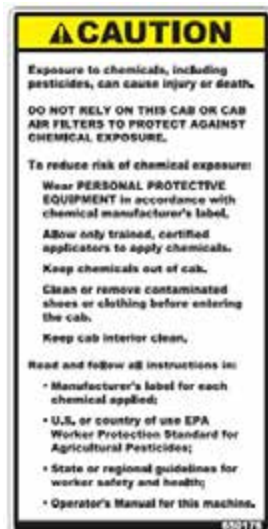 CAUTION
Exposure to chemicals, including
pesticides, can cause injury or death.
DO NOT RELY ON THIS CAB OR CAB
AIR FILTERS TO PROTECT AGAINST
CHEMICAL EXPOSURE.
To reduce risk of chemical exposure:
Wear PERSONAL PROTECTIVE
EQUIPMENT in accordance with
chemical manufacturer's label.
Allow only trained, certified
applicators to apply chemicals.
Keep chemicals out of cab.
Clean or remove contaminated
shoes or clothing before entering
the cab.
Keep cab interior clean.
Read and follow all instructions in:
• Manufacturer's label for each
chemical applied;
• U.S. or country of use EPA
Worker Protection Standard for
Agricultural Pesticides;
• State or regional guidelines for
worker safety and health;
• Operator's Manual for this machine.
650176